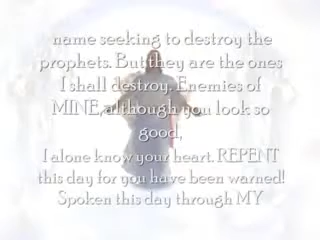 name seeking to destroy the
prophets. But they are the ones
I shall destroy. Enemies of
MINE,although you look so
good,
I alone know your heart. REPENT
this day for you have been warned!
Spoken this day through MY